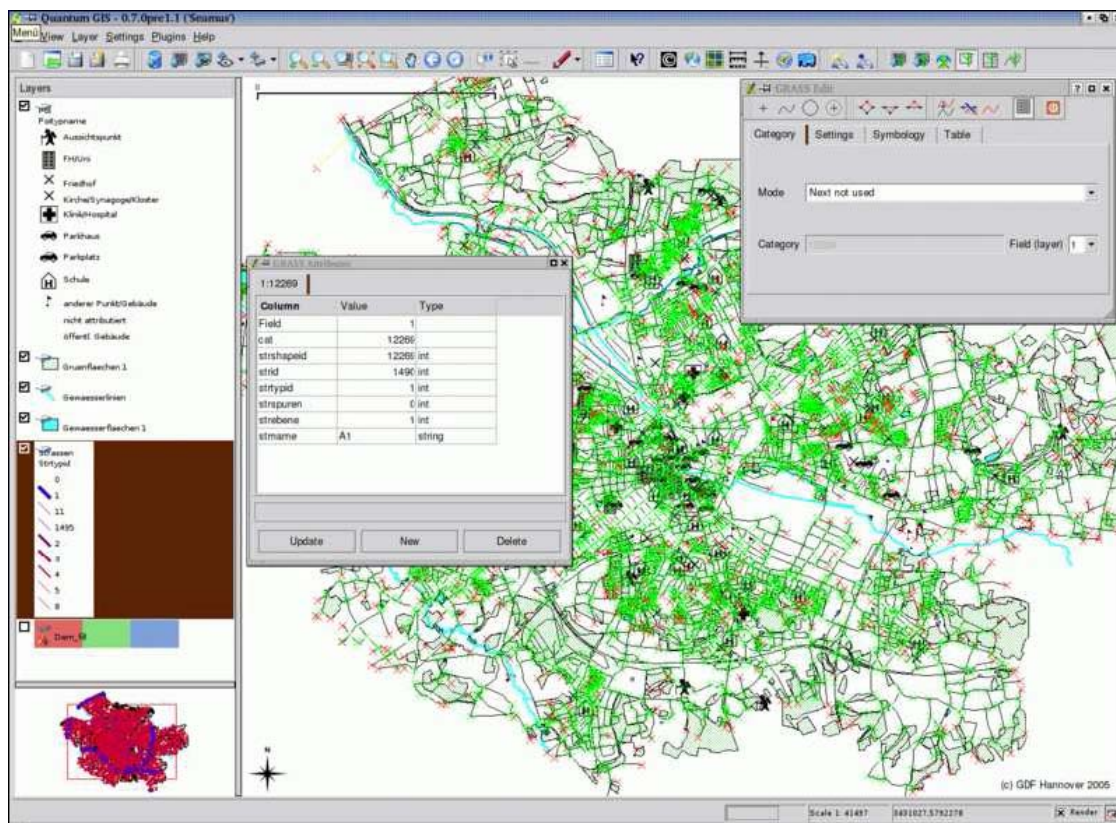 Quantum GIS - 0.7.0pre1.1 ('Seamus')
Menü View Layer Settings Plugins Help
Layers
Poitypname
Aussichtspunkt
FH/Uni
Friedhof
Kirche/Synagoge/Kloster
Klinik/Hospital
Parkhaus
Parkplatz
Schule
anderer Punkt/Gebäude
nicht attributiert
öffentl. Gebäude
Gruenflaechen 1
Gewaesserlinien
Gewaesserflaechen 1
Strassen
Strtypid
0
1
11
1495
2
3
4
5
8
0
GRASS Attributes
1:12269
Column Value Type
Field 1
cat 12269
strshapeid 12269 int
strid 1490 int
strtypid 1 int
strspuren 0 int
strebene 1 int
strname A1 string
Update New Delete
GRASS Edit
Category Settings Symbology Table
Mode Next not used
Category Field (layer) 1
N
(c) GDF Hannover 2005
Scale 1: 41497 Render